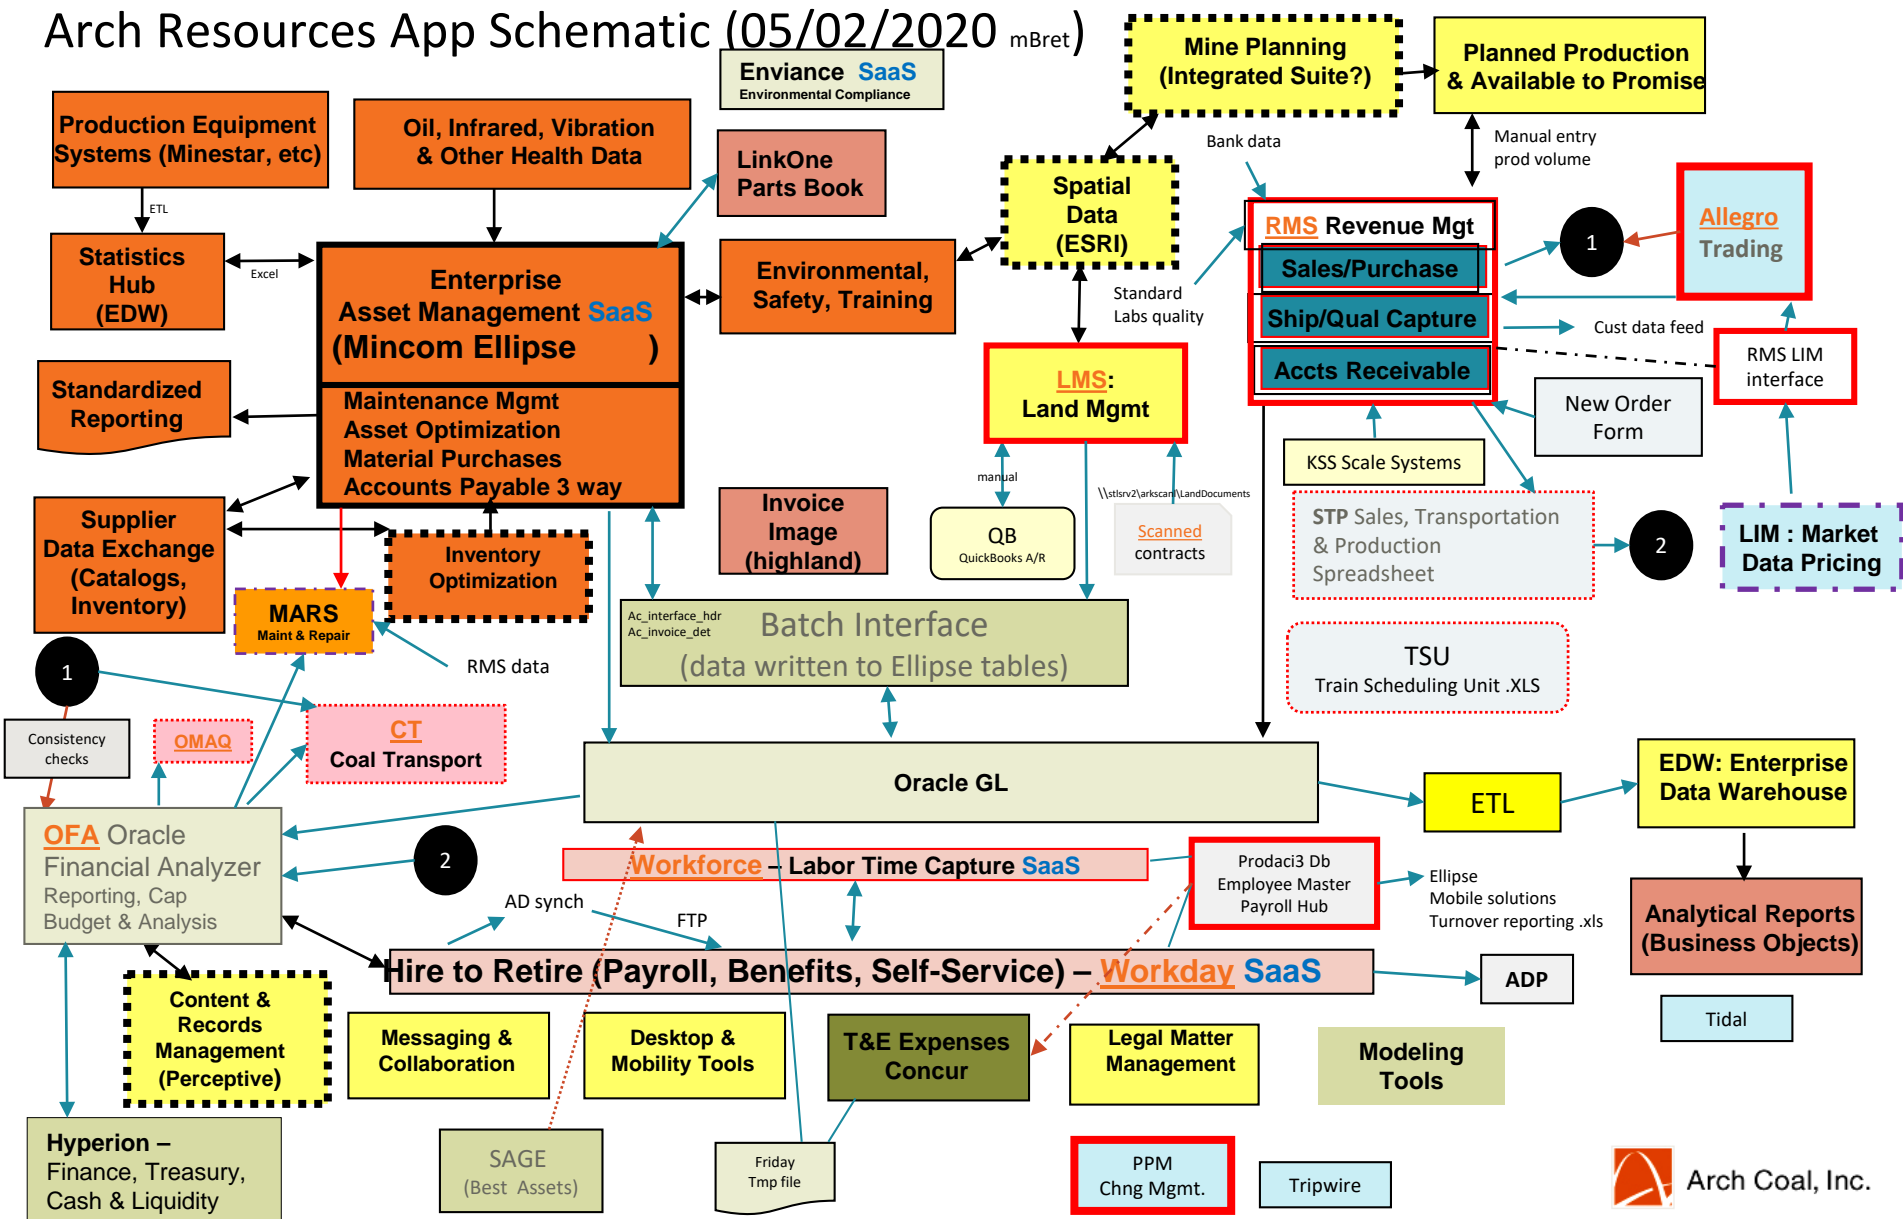 Arch Resources App Schematic (05/02/2020 mBret)
Enviance SaaS
Environmental Compliance
Mine Planning
(Integrated Suite?)
Planned Production
& Available to Promise
Production Equipment
Systems (Minestar, etc)
Oil, Infrared, Vibration
& Other Health Data
LinkOne
Parts Book
Bank data
Manual entry
prod volume
Spatial
Data
(ESRI)
ETL
Statistics
Hub
(EDW)
Excel
Enterprise
Asset Management SaaS
(Mincom Ellipse )
Environmental,
Safety, Training
Standard
Labs quality
RMS Revenue Mgt
Sales/Purchase
Ship/Qual Capture
Accts Receivable
1
Allegro
Trading
Cust data feed
RMS LIM
interface
Standardized
Reporting
Maintenance Mgmt
Asset Optimization
Material Purchases
Accounts Payable 3 way
LMS:
Land Mgmt
New Order
Form
KSS Scale Systems
manual
\\stlsrv2\arkscanl\LandDocuments
Supplier
Data Exchange
(Catalogs,
Inventory)
Inventory
Optimization
Invoice
Image
(highland)
QB
QuickBooks A/R
Scanned
contracts
STP Sales, Transportation
& Production
Spreadsheet
2
LIM : Market
Data Pricing
MARS
Maint & Repair
RMS data
Ac_interface_hdr
Ac_invoice_det
Batch Interface
(data written to Ellipse tables)
TSU
Train Scheduling Unit .XLS
1
Consistency
checks
OMAQ
CT
Coal Transport
Oracle GL
ETL
EDW: Enterprise
Data Warehouse
OFA Oracle
Financial Analyzer
Reporting, Cap
Budget & Analysis
2
Workforce – Labor Time Capture SaaS
Prodaci3 Db
Employee Master
Payroll Hub
Ellipse
Mobile solutions
Turnover reporting .xls
Analytical Reports
(Business Objects)
AD synch
FTP
Hire to Retire (Payroll, Benefits, Self-Service) – Workday SaaS
ADP
Content &
Records
Management
(Perceptive)
Messaging &
Collaboration
Desktop &
Mobility Tools
T&E Expenses
Concur
Legal Matter
Management
Modeling
Tools
Tidal
Hyperion –
Finance, Treasury,
Cash & Liquidity
SAGE
(Best Assets)
Friday
Tmp file
PPM
Chng Mgmt.
Tripwire
Arch Coal, Inc.